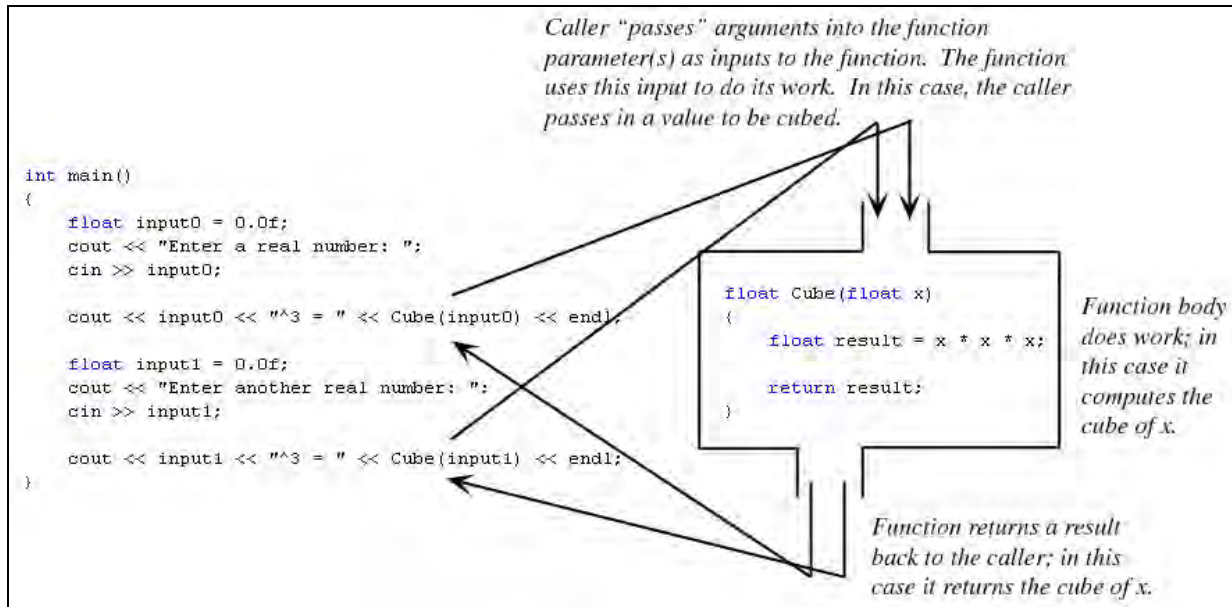 Caller “passes” arguments into the function
parameter(s) as inputs to the function. The function
uses this input to do its work. In this case, the caller
passes in a value to be cubed.
int main()
{
float input0 = 0.0f;
cout << "Enter a real number: ";
cin >> input0;
cout << input0 << "^3 = " << Cube(input0) << endl;
float input1 = 0.0f;
cout << "Enter another real number: ";
cin >> input1;
cout << input1 << "^3 = " << Cube(input1) << endl;
}
float Cube(float x)
{
float result = x * x * x;
return result;
}
Function body
does work; in
this case it
computes the
cube of x.
Function returns a result
back to the caller; in this
case it returns the cube of x.